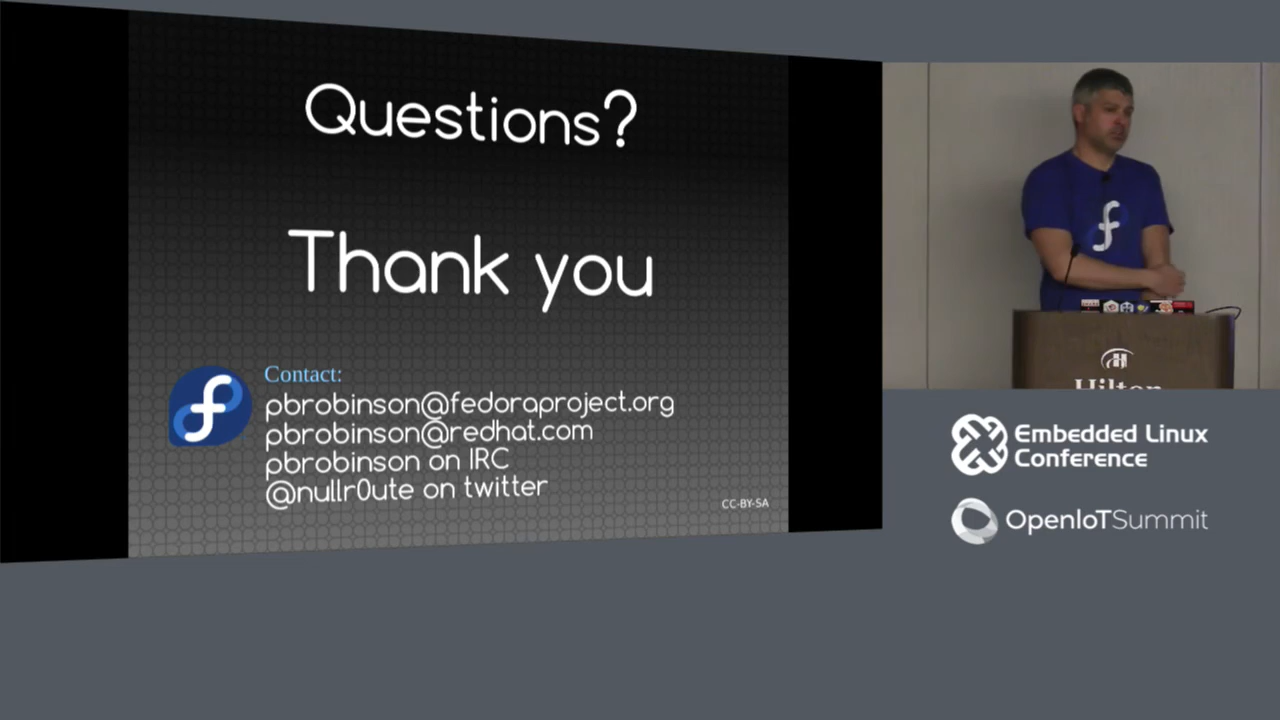 Questions?
Thank you
Contact:
pbrobinson@fedoraproject.org
pbrobinson@redhat.com
pbrobinson on IRC
@nullr0ute on twitter
CC-BY-SA
Hilton
Embedded Linux
Conference
OpenIoTSummit